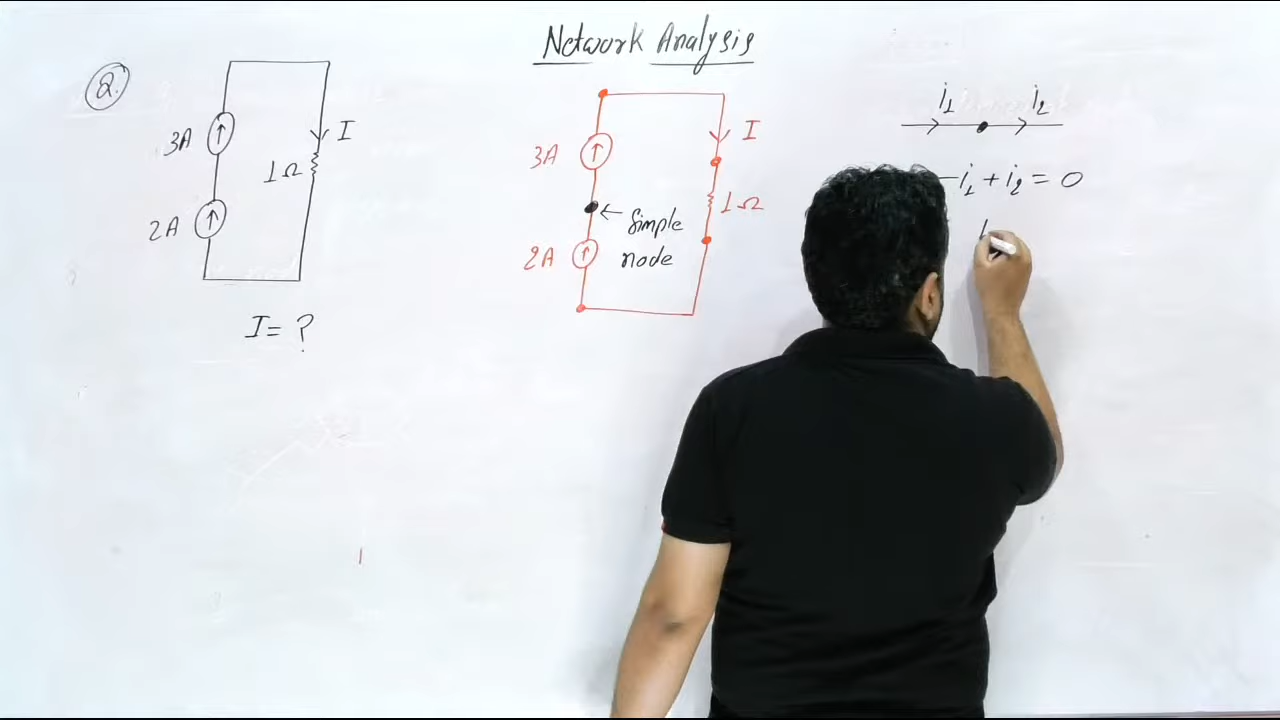 Network Analysis
Q.
3A
I
1Ω
2A
I = ?
3A
I
1Ω
← Simple
node
2A
i₁ i₂
-i₁ + i₂ = 0